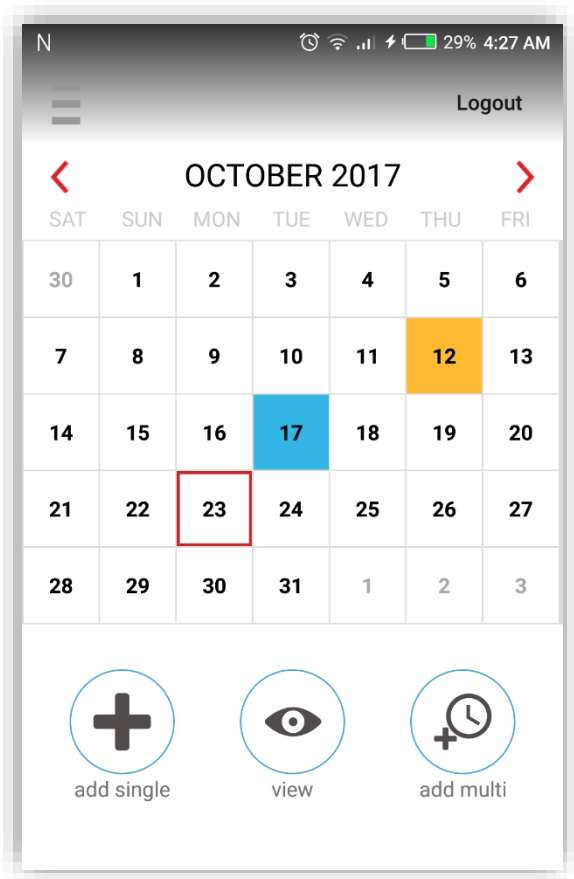 N 29% 4:27 AM
Logout
OCTOBER 2017
SAT SUN MON TUE WED THU FRI
30 1 2 3 4 5 6
7 8 9 10 11 12 13
14 15 16 17 18 19 20
21 22 23 24 25 26 27
28 29 30 31 1 2 3
add single view add multi